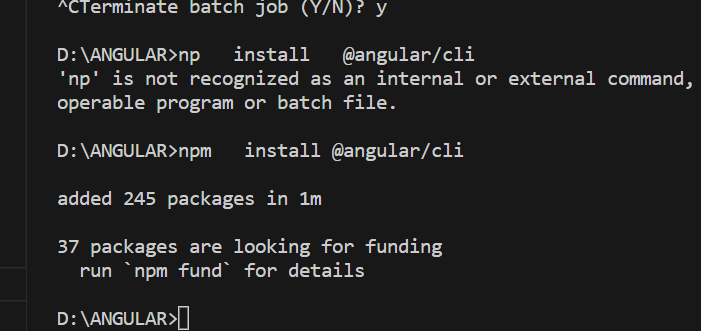 ^CTerminate batch job (Y/N)? y
D:\ANGULAR>np   install   @angular/cli
'np' is not recognized as an internal or external command,
operable program or batch file.
D:\ANGULAR>npm   install @angular/cli
added 245 packages in 1m
37 packages are looking for funding
  run `npm fund` for details
D:\ANGULAR>